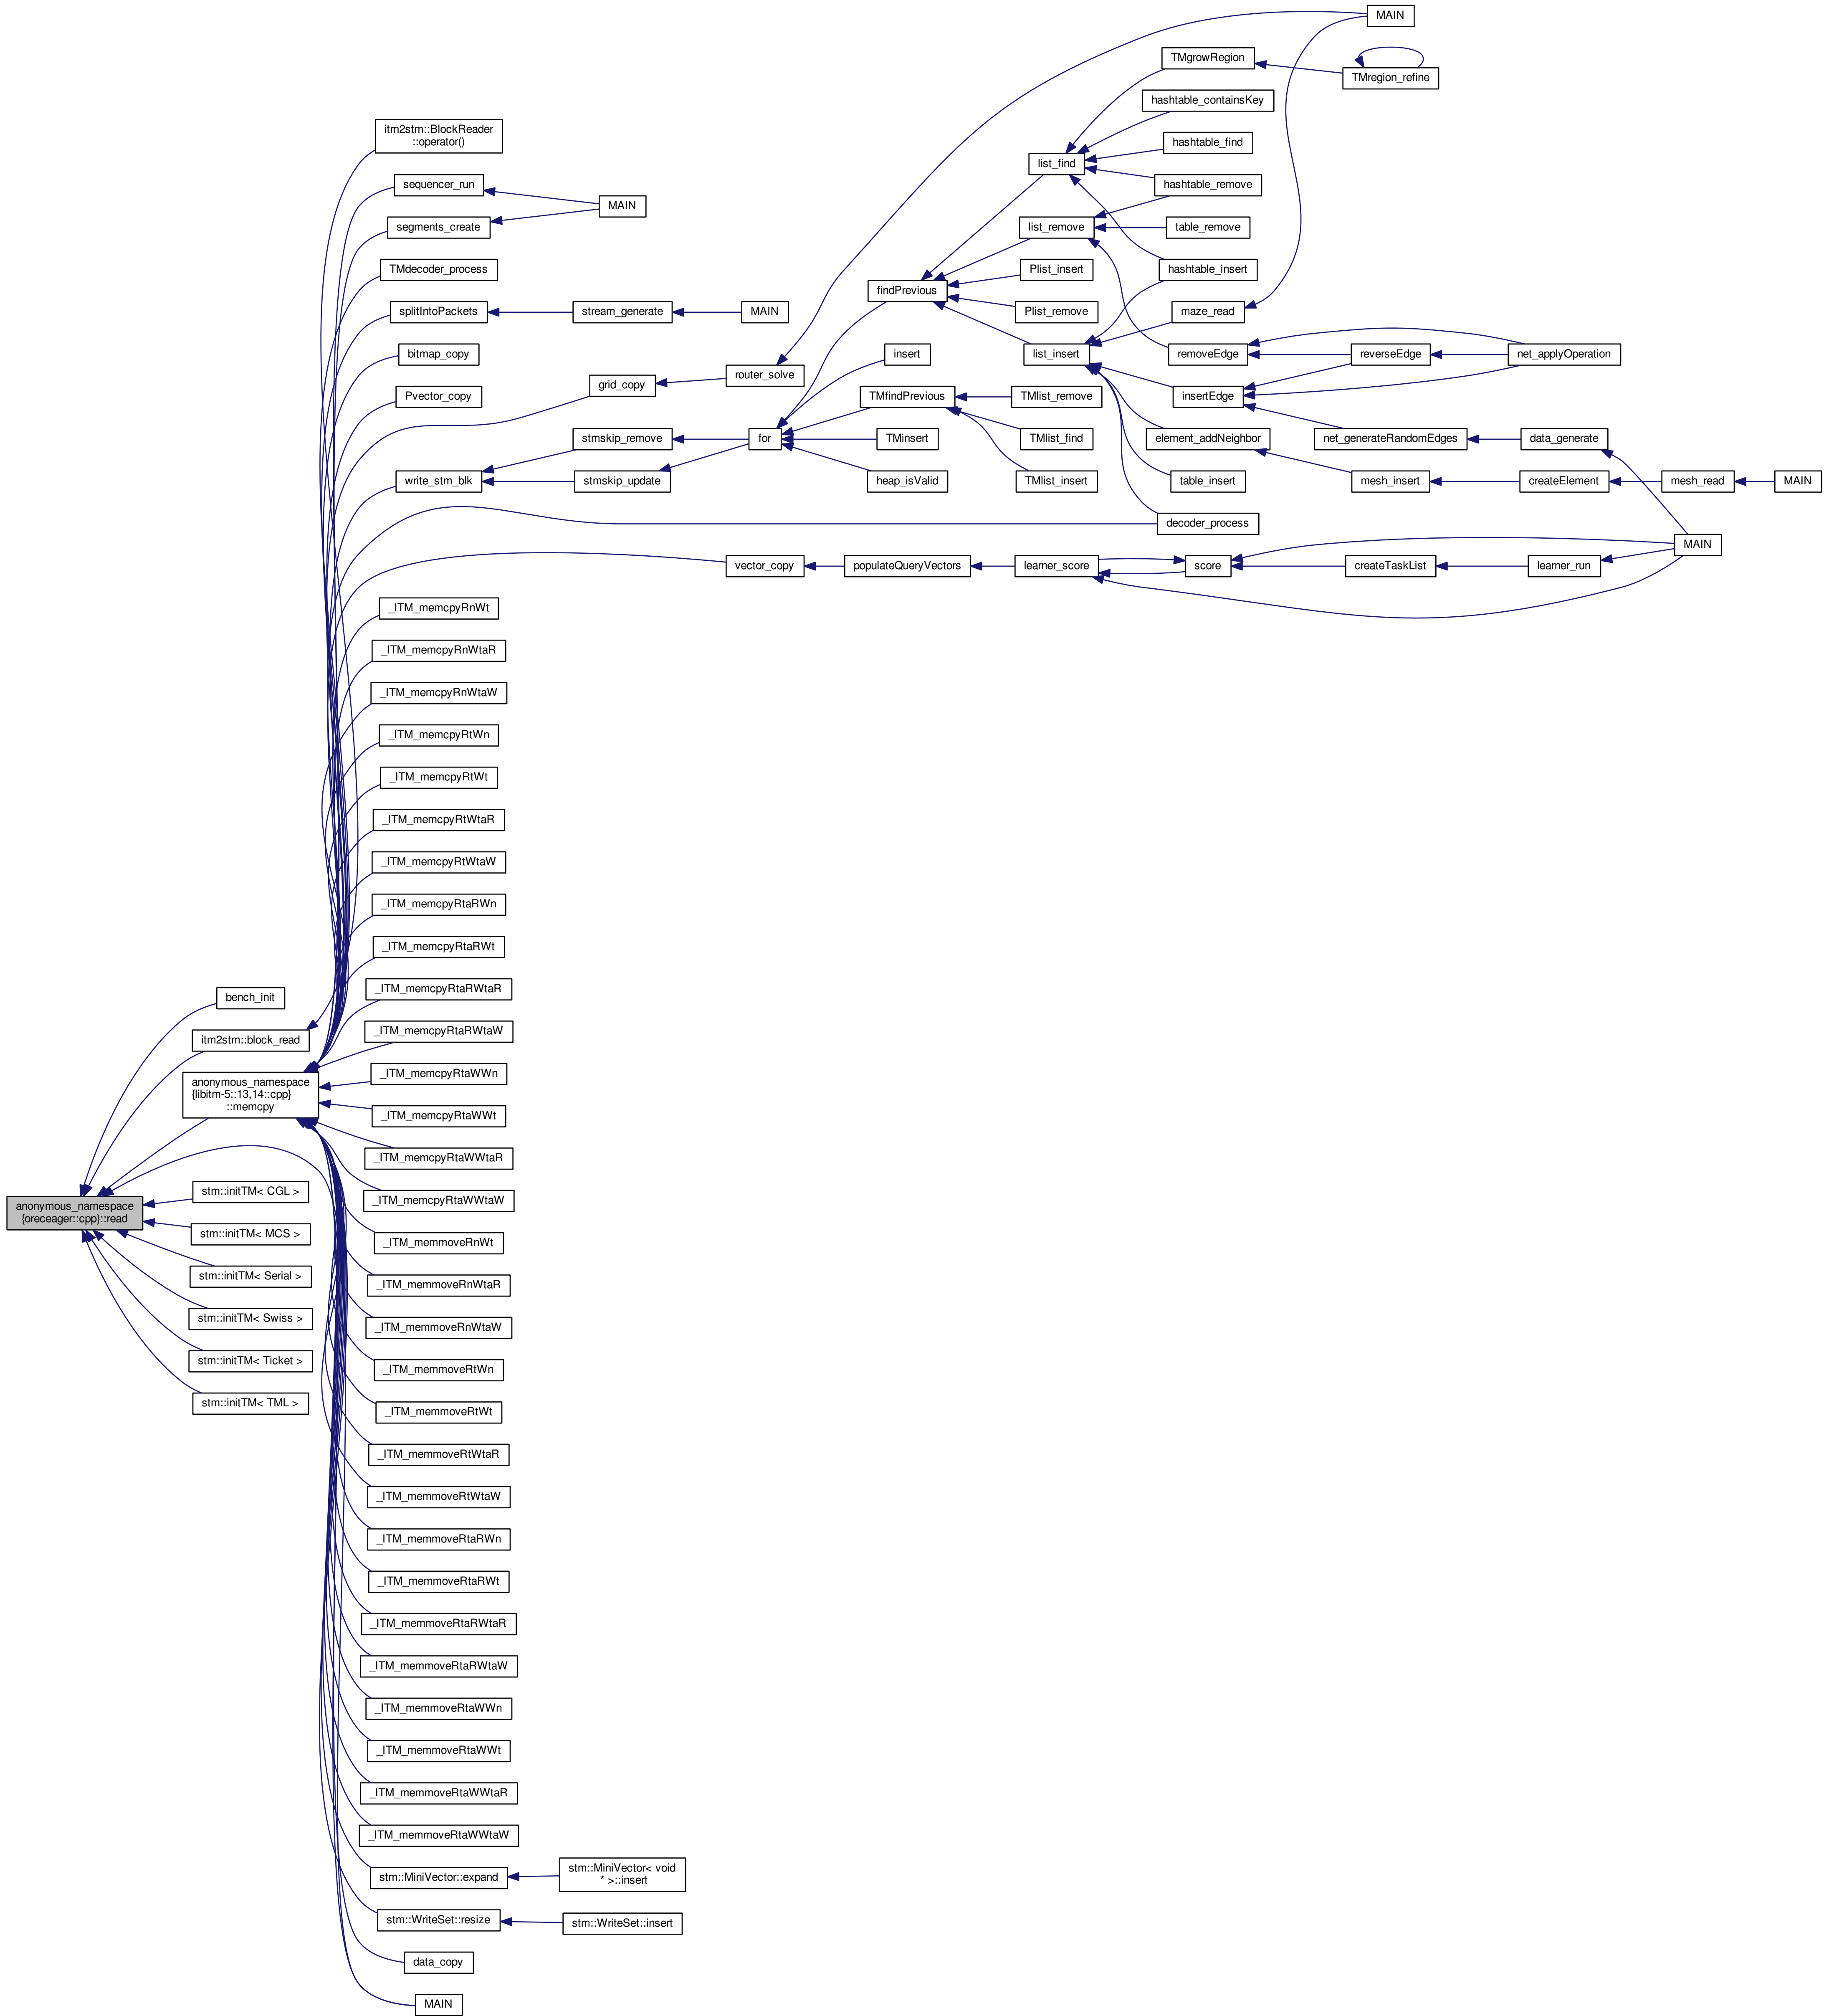 MAIN
TMgrowRegion
TMregion_refine
hashtable_containsKey
itm2stm::BlockReader
::operator()
hashtable_find
list_find
sequencer_run
hashtable_remove
MAIN
segments_create
list_remove
table_remove
TMdecoder_process
Plist_insert
hashtable_insert
findPrevious
splitIntoPackets
stream_generate
MAIN
Plist_remove
maze_read
bitmap_copy
insert
list_insert
removeEdge
reverseEdge
net_applyOperation
router_solve
grid_copy
Pvector_copy
TMfindPrevious
TMlist_remove
insertEdge
stmskip_remove
for
TMinsert
TMlist_find
element_addNeighbor
net_generateRandomEdges
data_generate
write_stm_blk
stmskip_update
heap_isValid
TMlist_insert
table_insert
mesh_insert
createElement
mesh_read
MAIN
decoder_process
MAIN
vector_copy
populateQueryVectors
learner_score
score
createTaskList
learner_run
_ITM_memcpyRnWt
_ITM_memcpyRnWtaR
_ITM_memcpyRnWtaW
_ITM_memcpyRtWn
_ITM_memcpyRtWt
_ITM_memcpyRtWtaR
_ITM_memcpyRtWtaW
_ITM_memcpyRtaRWn
_ITM_memcpyRtaRWt
_ITM_memcpyRtaRWtaR
bench_init
_ITM_memcpyRtaRWtaW
itm2stm::block_read
_ITM_memcpyRtaWWn
anonymous_namespace
{libitm-5::13,14::cpp}
::memcpy
_ITM_memcpyRtaWWt
_ITM_memcpyRtaWWtaR
stm::initTM< CGL >
_ITM_memcpyRtaWWtaW
anonymous_namespace
{oreceager::cpp}::read
stm::initTM< MCS >
_ITM_memmoveRnWt
stm::initTM< Serial >
_ITM_memmoveRnWtaR
stm::initTM< Swiss >
_ITM_memmoveRnWtaW
stm::initTM< Ticket >
_ITM_memmoveRtWn
stm::initTM< TML >
_ITM_memmoveRtWt
_ITM_memmoveRtWtaR
_ITM_memmoveRtWtaW
_ITM_memmoveRtaRWn
_ITM_memmoveRtaRWt
_ITM_memmoveRtaRWtaR
_ITM_memmoveRtaRWtaW
_ITM_memmoveRtaWWn
_ITM_memmoveRtaWWt
_ITM_memmoveRtaWWtaR
_ITM_memmoveRtaWWtaW
stm::MiniVector::expand
stm::MiniVector< void
* >::insert
stm::WriteSet::resize
stm::WriteSet::insert
data_copy
MAIN